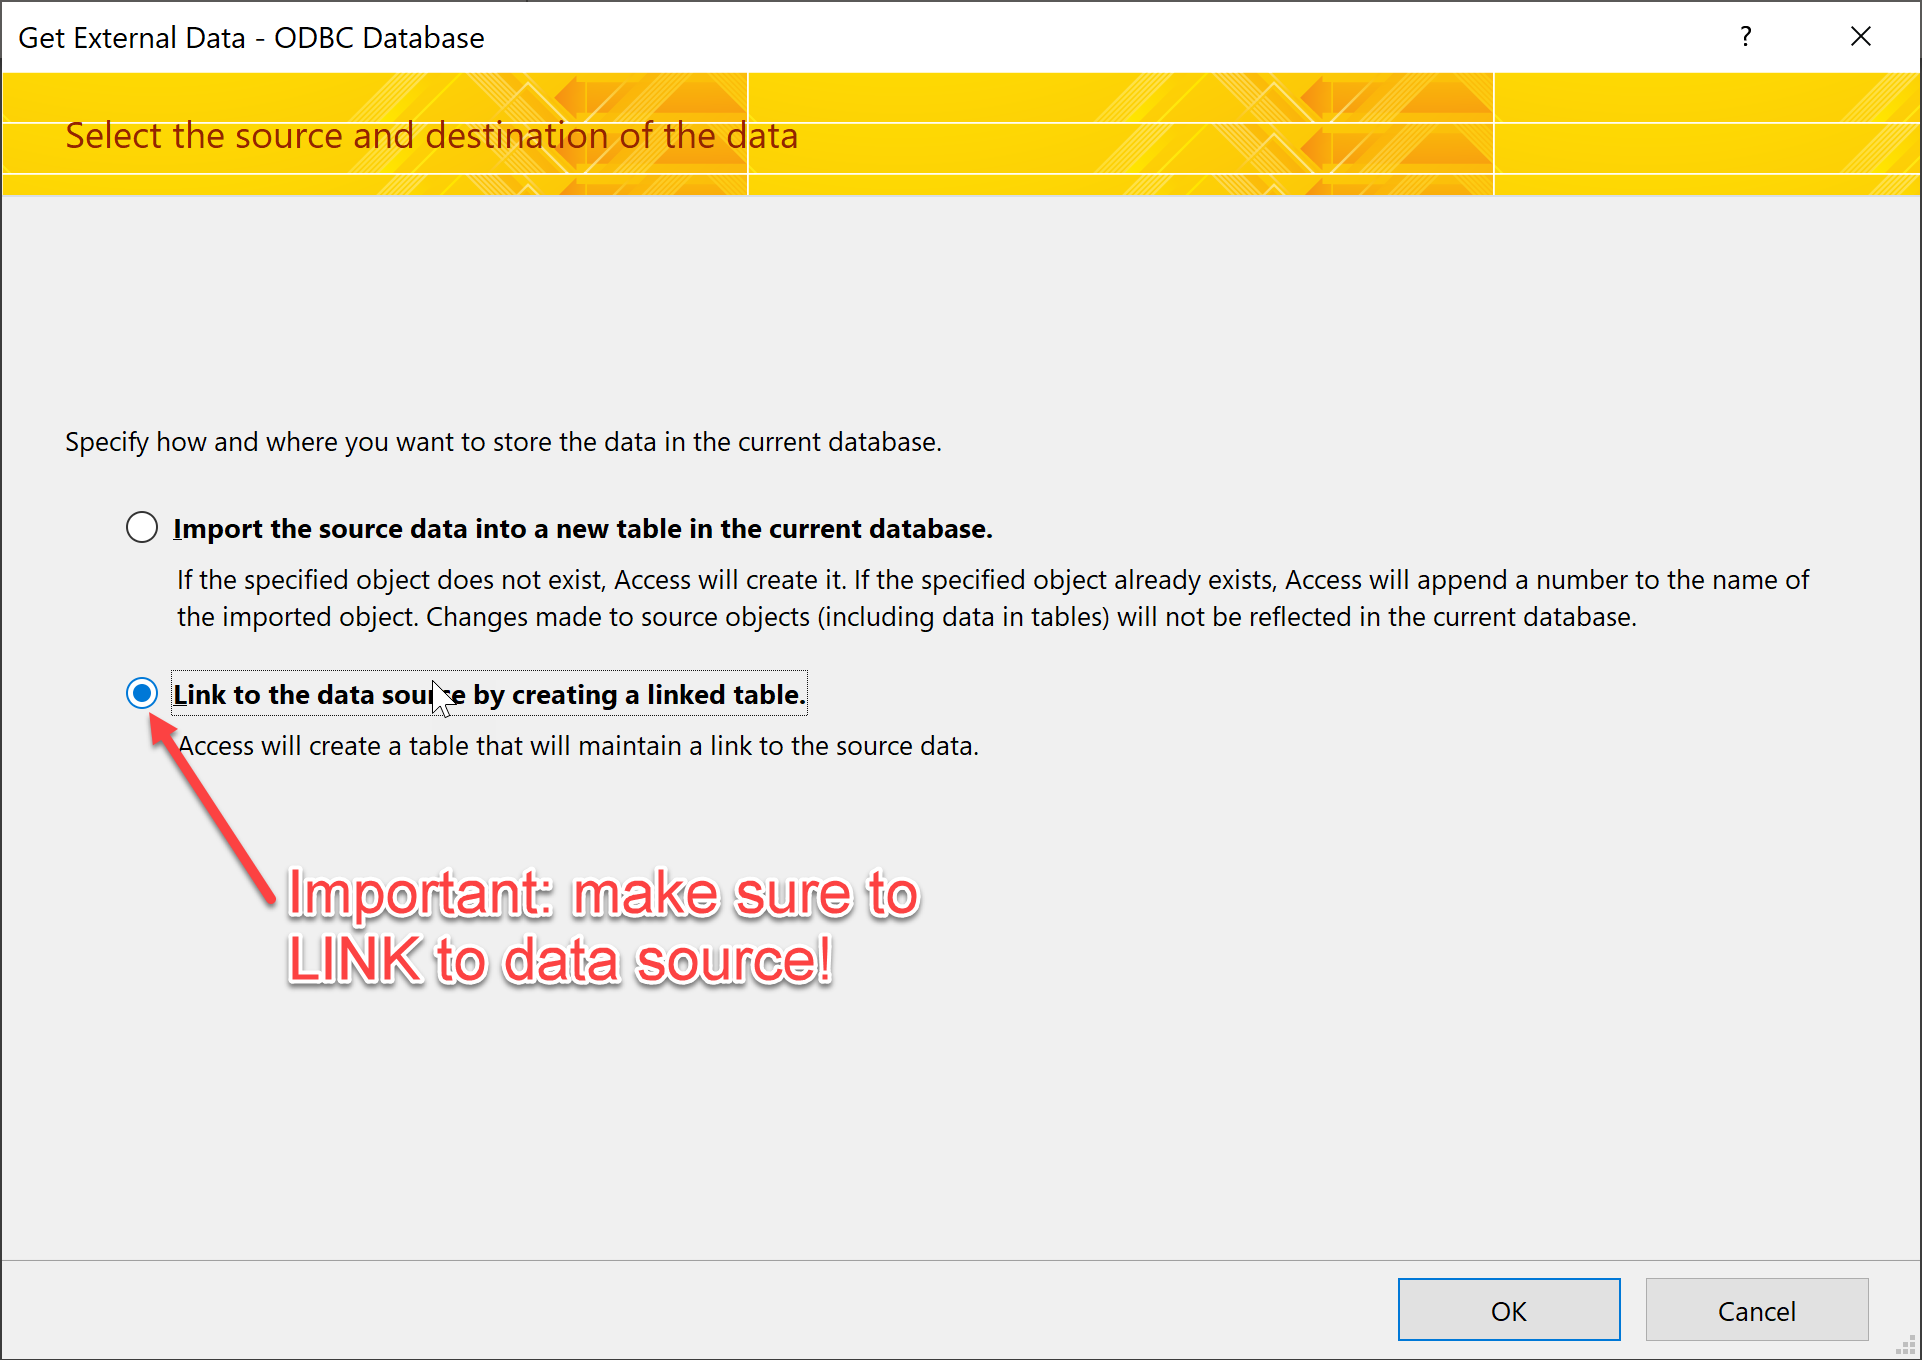 Get External Data - ODBC Database
?
Select the source and destination of the data
Specify how and where you want to store the data in the current database.
Import the source data into a new table in the current database.
If the specified object does not exist, Access will create it. If the specified object already exists, Access will append a number to the name of
the imported object. Changes made to source objects (including data in tables) will not be reflected in the current database.
Link to the data source by creating a linked table.
Access will create a table that will maintain a link to the source data.
Important: make sure to
LINK to data source!
OK
Cancel